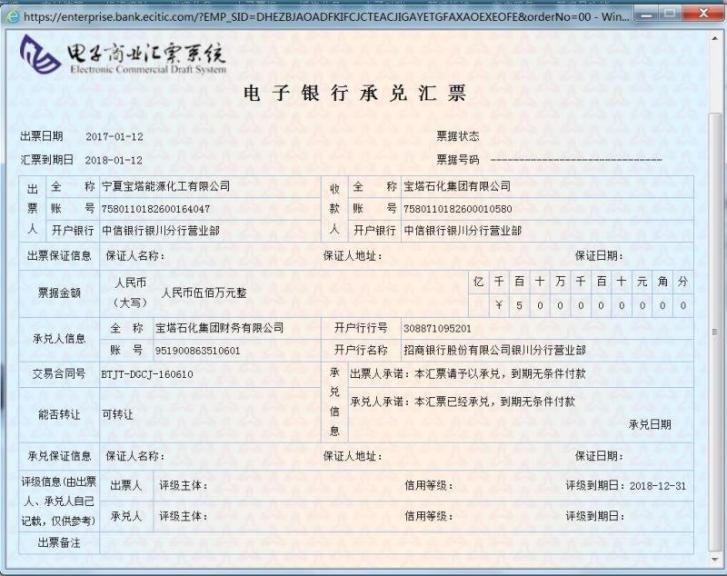 https://enterprise.bank.ecitic.com/?EMP_SID=DHEZBJAOADFKIFCJCTEACJIGAYETGFAXAOEXEOFE&orderNo=00 - Win...
电子商业汇票系统
Electronic Commercial Draft System
电子银行承兑汇票
出票日期 2017-01-12 票据状态
汇票到期日 2018-01-12 票据号码 ------------------------------
出票人 全称 宁夏宝塔能源化工有限公司 收款人 全称 宝塔石化集团有限公司
账号 7580110182600164047 账号 7580110182600010580
开户银行 中信银行银川分行营业部 开户银行 中信银行银川分行营业部
出票保证信息 保证人名称： 保证人地址： 保证日期：
票据金额 人民币（大写） 人民币伍佰万元整 亿 千 百 十 万 千 百 十 元 角 分
￥ 5 0 0 0 0 0 0 0 0
承兑人信息 全称 宝塔石化集团财务有限公司 开户行行号 308871095201
账号 951900863510601 开户行名称 招商银行股份有限公司银川分行营业部
交易合同号 BTJT-DGCJ-160610 承兑信息 出票人承诺：本汇票请予以承兑，到期无条件付款
能否转让 可转让 承兑人承诺：本汇票已经承兑，到期无条件付款
承兑日期
承兑保证信息 保证人名称： 保证人地址： 保证日期：
评级信息(由出票人、承兑人自己记载，仅供参考) 出票人 评级主体： 信用等级： 评级到期日：2018-12-31
承兑人 评级主体： 信用等级： 评级到期日：
出票备注